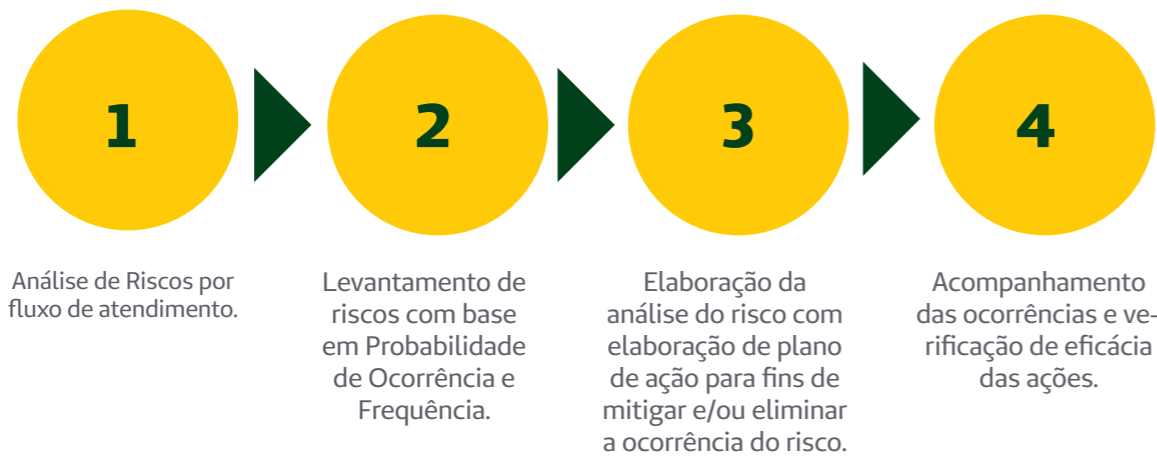 1
2
3
4
Análise de Riscos por
fluxo de atendimento.
Levantamento de
riscos com base
em Probabilidade
de Ocorrência e
Frequência.
Elaboração da
análise do risco com
elaboração de plano
de ação para fins de
mitigar e/ou eliminar
a ocorrência do risco.
Acompanhamento
das ocorrências e ve-
rificação de eficácia
das ações.